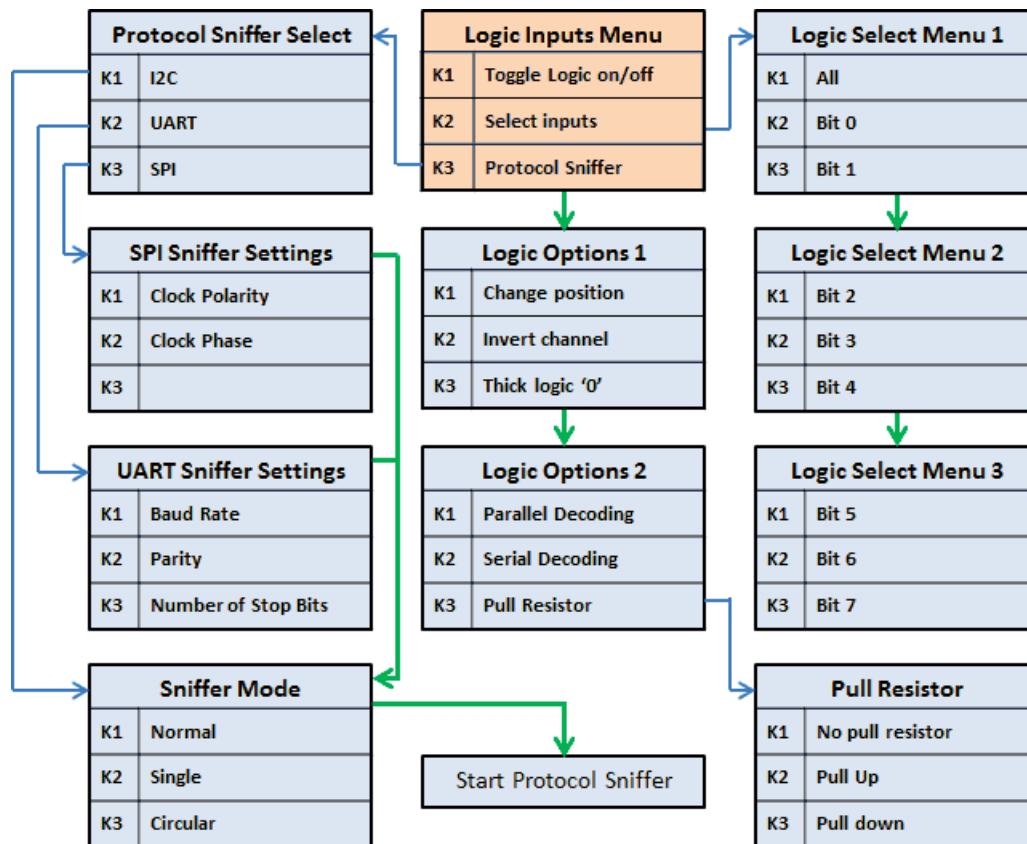 Protocol Sniffer Select
K1 I2C
K2 UART
K3 SPI
Logic Inputs Menu
K1 Toggle Logic on/off
K2 Select inputs
K3 Protocol Sniffer
Logic Select Menu 1
K1 All
K2 Bit 0
K3 Bit 1
SPI Sniffer Settings
K1 Clock Polarity
K2 Clock Phase
K3
Logic Options 1
K1 Change position
K2 Invert channel
K3 Thick logic ‘0’
Logic Select Menu 2
K1 Bit 2
K2 Bit 3
K3 Bit 4
UART Sniffer Settings
K1 Baud Rate
K2 Parity
K3 Number of Stop Bits
Logic Options 2
K1 Parallel Decoding
K2 Serial Decoding
K3 Pull Resistor
Logic Select Menu 3
K1 Bit 5
K2 Bit 6
K3 Bit 7
Sniffer Mode
K1 Normal
K2 Single
K3 Circular
Start Protocol Sniffer
Pull Resistor
K1 No pull resistor
K2 Pull Up
K3 Pull down